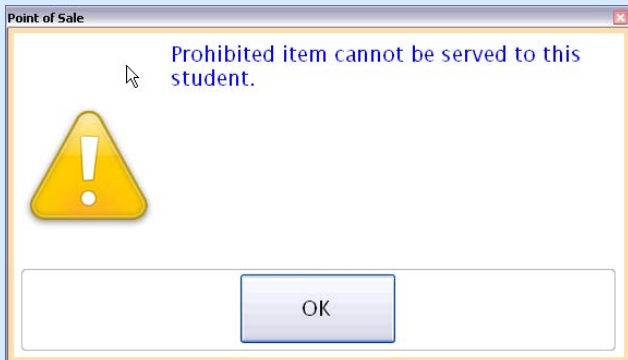 Point of Sale
Prohibited item cannot be served to this
student.
OK